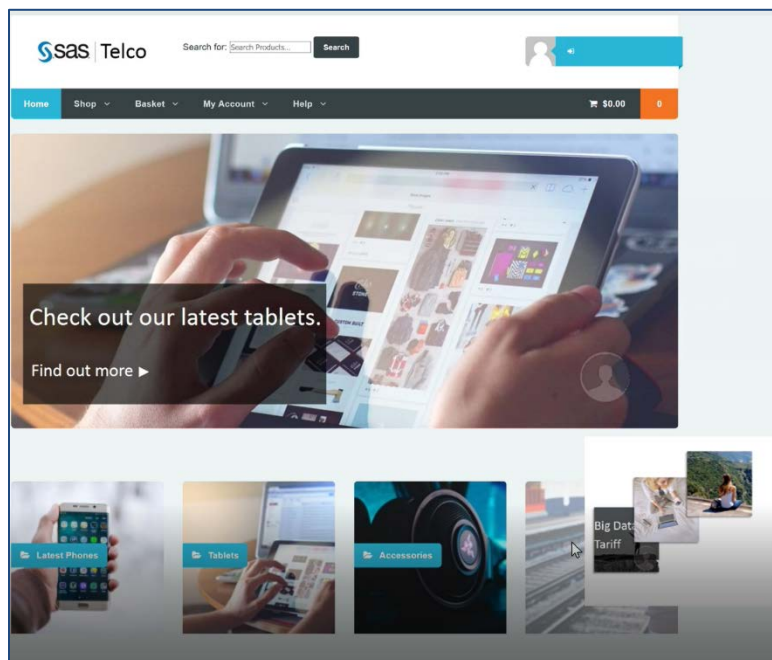 sas Telco
Search for: Search Products... Search
Home Shop Basket My Account Help $0.00 0
Check out our latest tablets.
Find out more ►
Latest Phones
Tablets
Accessories
Big Data
Tariff